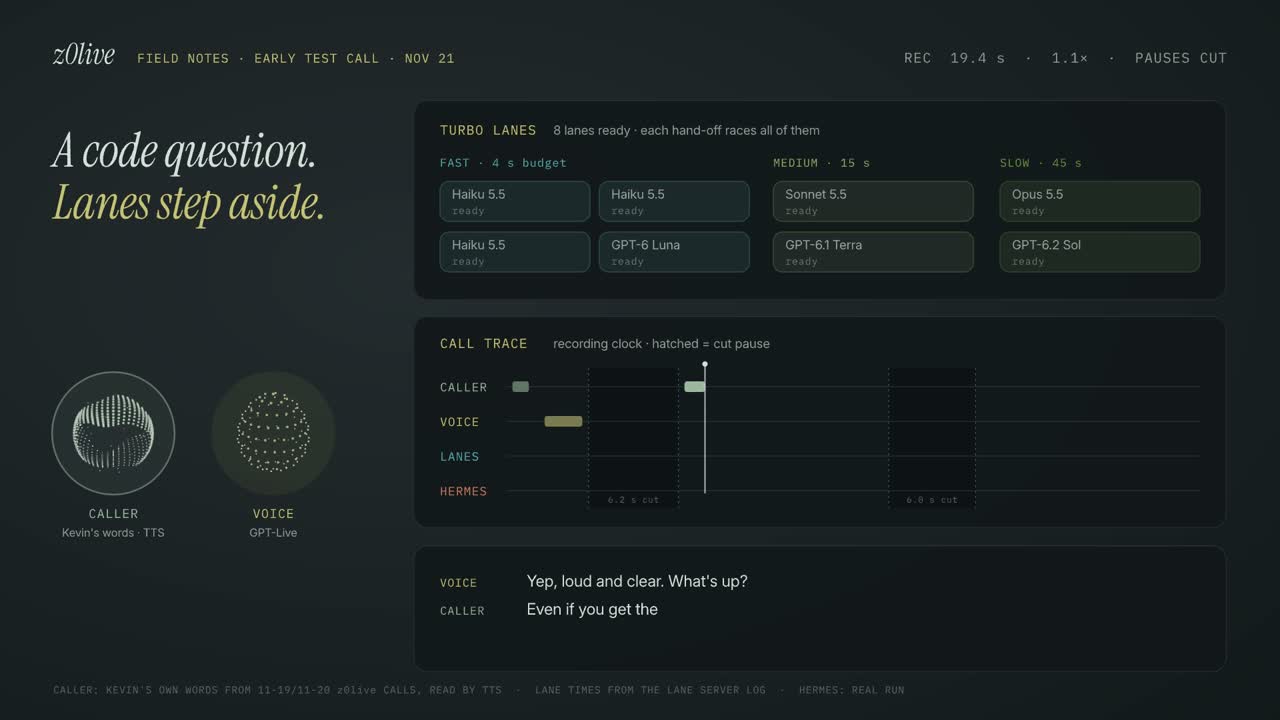 z0live FIELD NOTES · EARLY TEST CALL · NOV 21
REC 19.4 s · 1.1× · PAUSES CUT
A code question.
Lanes step aside.
CALLER
Kevin's words · TTS
VOICE
GPT-Live
TURBO LANES 8 lanes ready · each hand-off races all of them
FAST · 4 s budget
MEDIUM · 15 s
SLOW · 45 s
Haiku 5.5
ready
Haiku 5.5
ready
Sonnet 5.5
ready
Opus 5.5
ready
Haiku 5.5
ready
GPT-6 Luna
ready
GPT-6.1 Terra
ready
GPT-6.2 Sol
ready
CALL TRACE recording clock · hatched = cut pause
CALLER
VOICE
LANES
HERMES
6.2 s cut
6.0 s cut
VOICE Yep, loud and clear. What's up?
CALLER Even if you get the
CALLER: KEVIN'S OWN WORDS FROM 11-19/11-20 z0live CALLS, READ BY TTS · LANE TIMES FROM THE LANE SERVER LOG · HERMES: REAL RUN